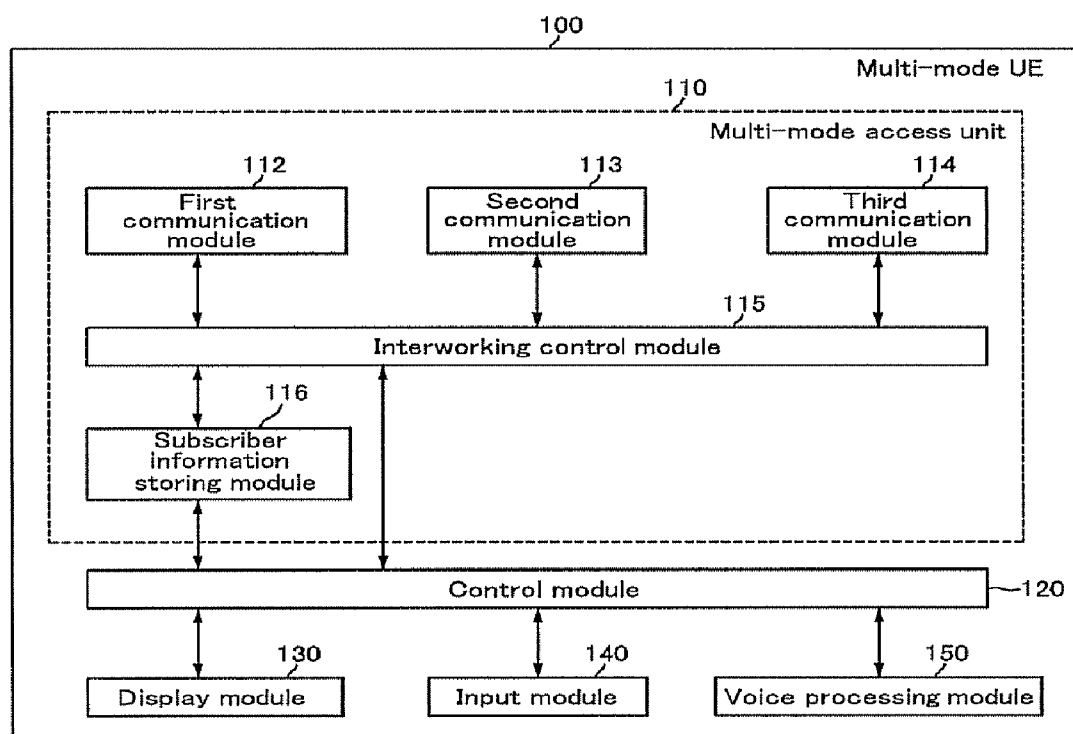 100
Multi-mode UE
110
Multi-mode access unit
112
113
114
First
communication
module
Second
communication
module
Third
communication
module
115
Interworking control module
116
Subscriber
information
storing module
Control module
120
130
140
150
Display module
Input module
Voice processing module